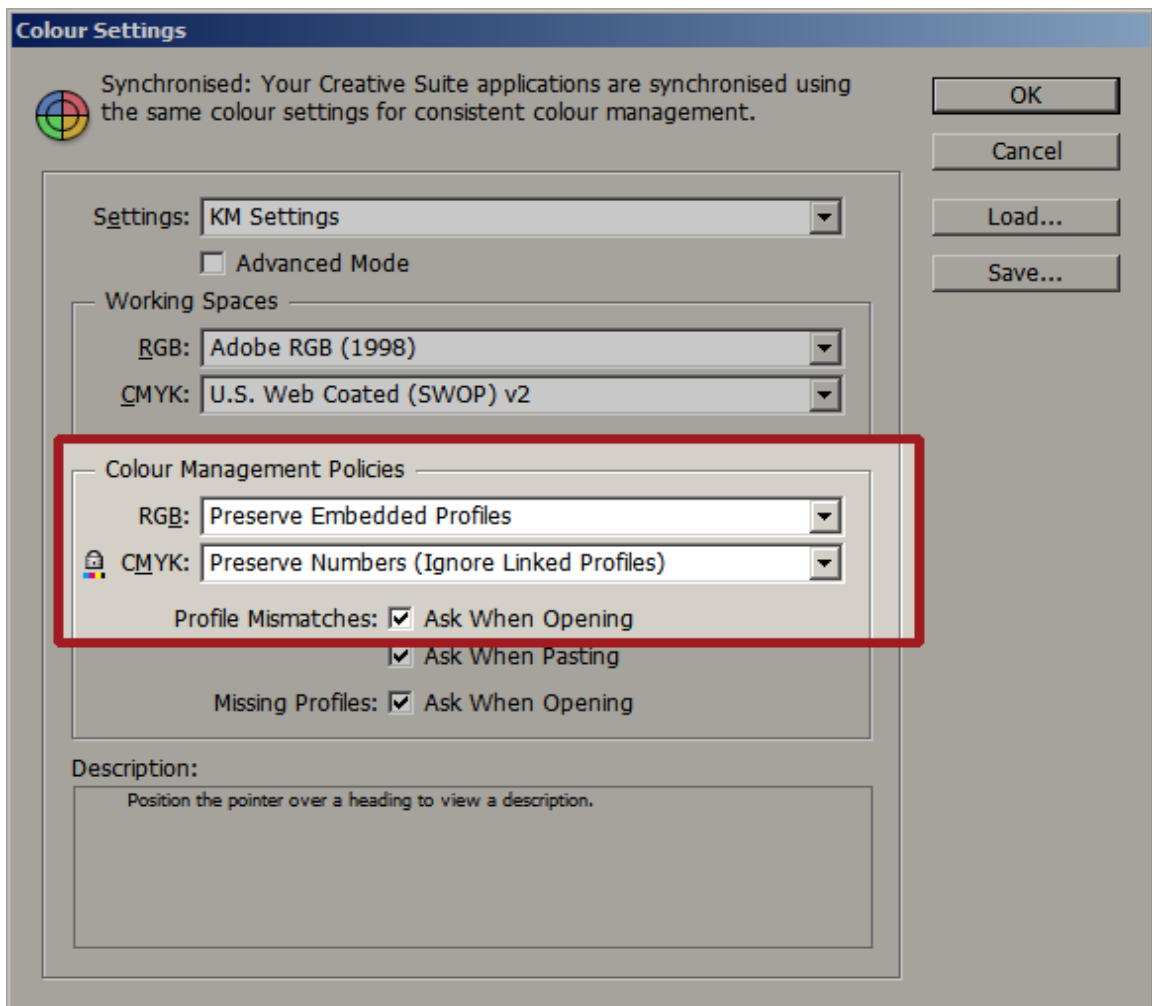 Colour Settings
Synchronised: Your Creative Suite applications are synchronised using
the same colour settings for consistent colour management.
OK
Cancel
Load...
Save...
Settings: KM Settings
Advanced Mode
Working Spaces
RGB: Adobe RGB (1998)
CMYK: U.S. Web Coated (SWOP) v2
Colour Management Policies
RGB: Preserve Embedded Profiles
CMYK: Preserve Numbers (Ignore Linked Profiles)
Profile Mismatches: Ask When Opening
Ask When Pasting
Missing Profiles: Ask When Opening
Description:
Position the pointer over a heading to view a description.